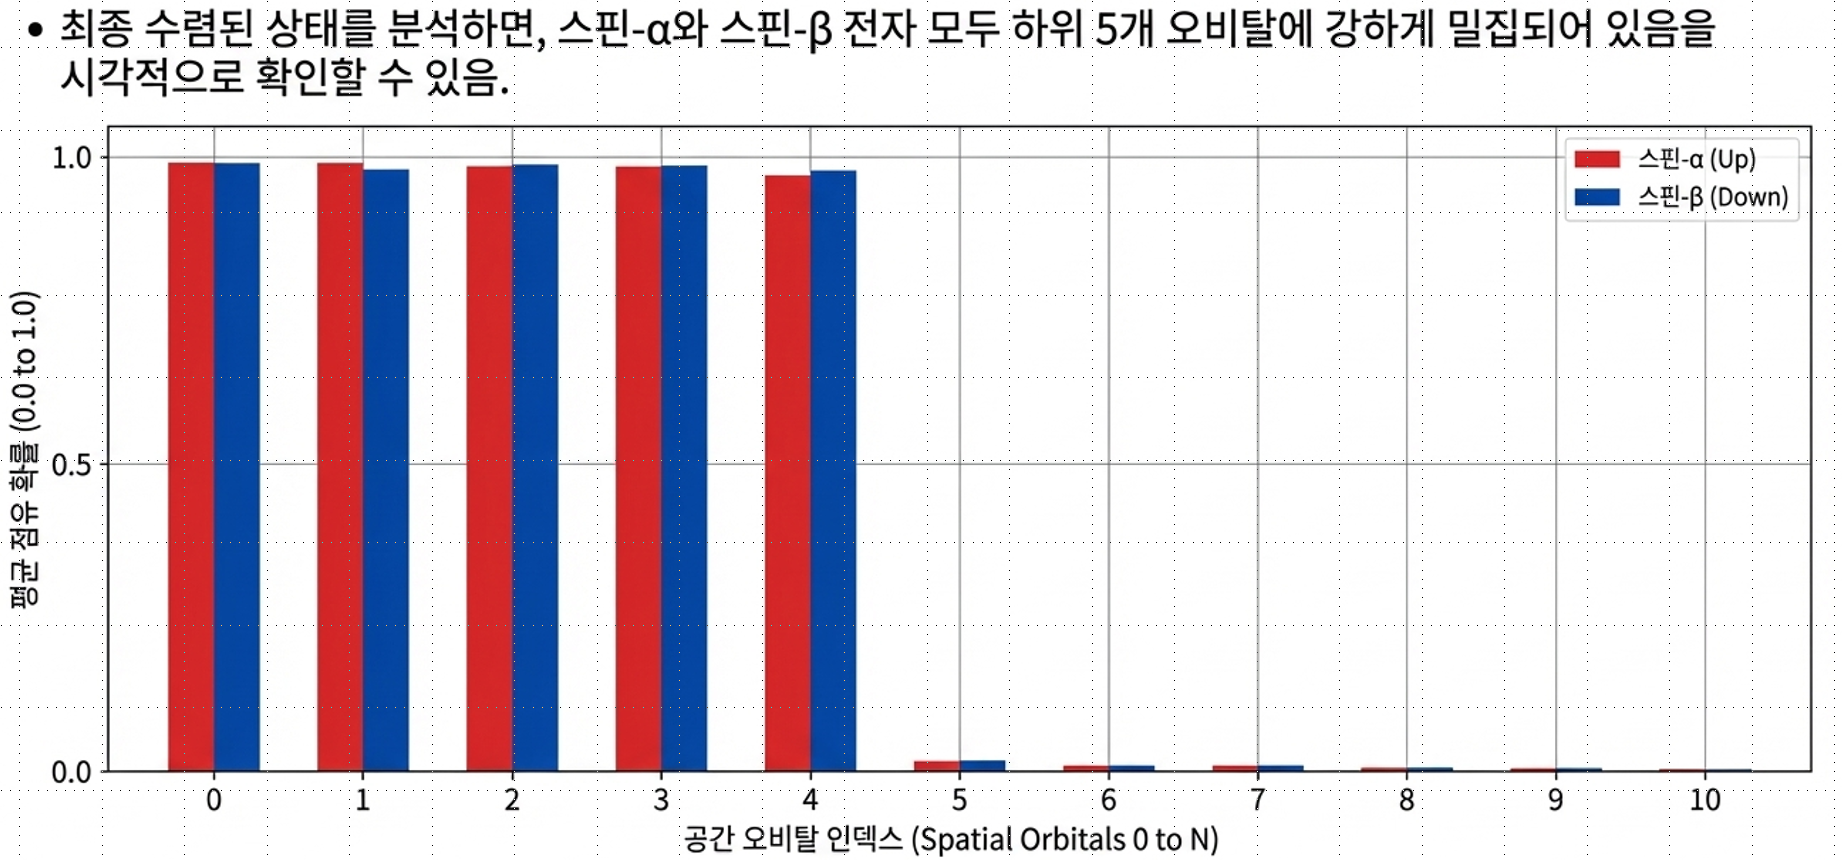 • 최종 수렴된 상태를 분석하면, 스핀-α와 스핀-β 전자 모두 하위 5개 오비탈에 강하게 밀집되어 있음을
시각적으로 확인할 수 있음.
1.0
0.5
0.0
평균 점유 확률 (0.0 to 1.0)
스핀-α (Up)
스핀-β (Down)
0 1 2 3 4 5 6 7 8 9 10
공간 오비탈 인덱스 (Spatial Orbitals 0 to N)